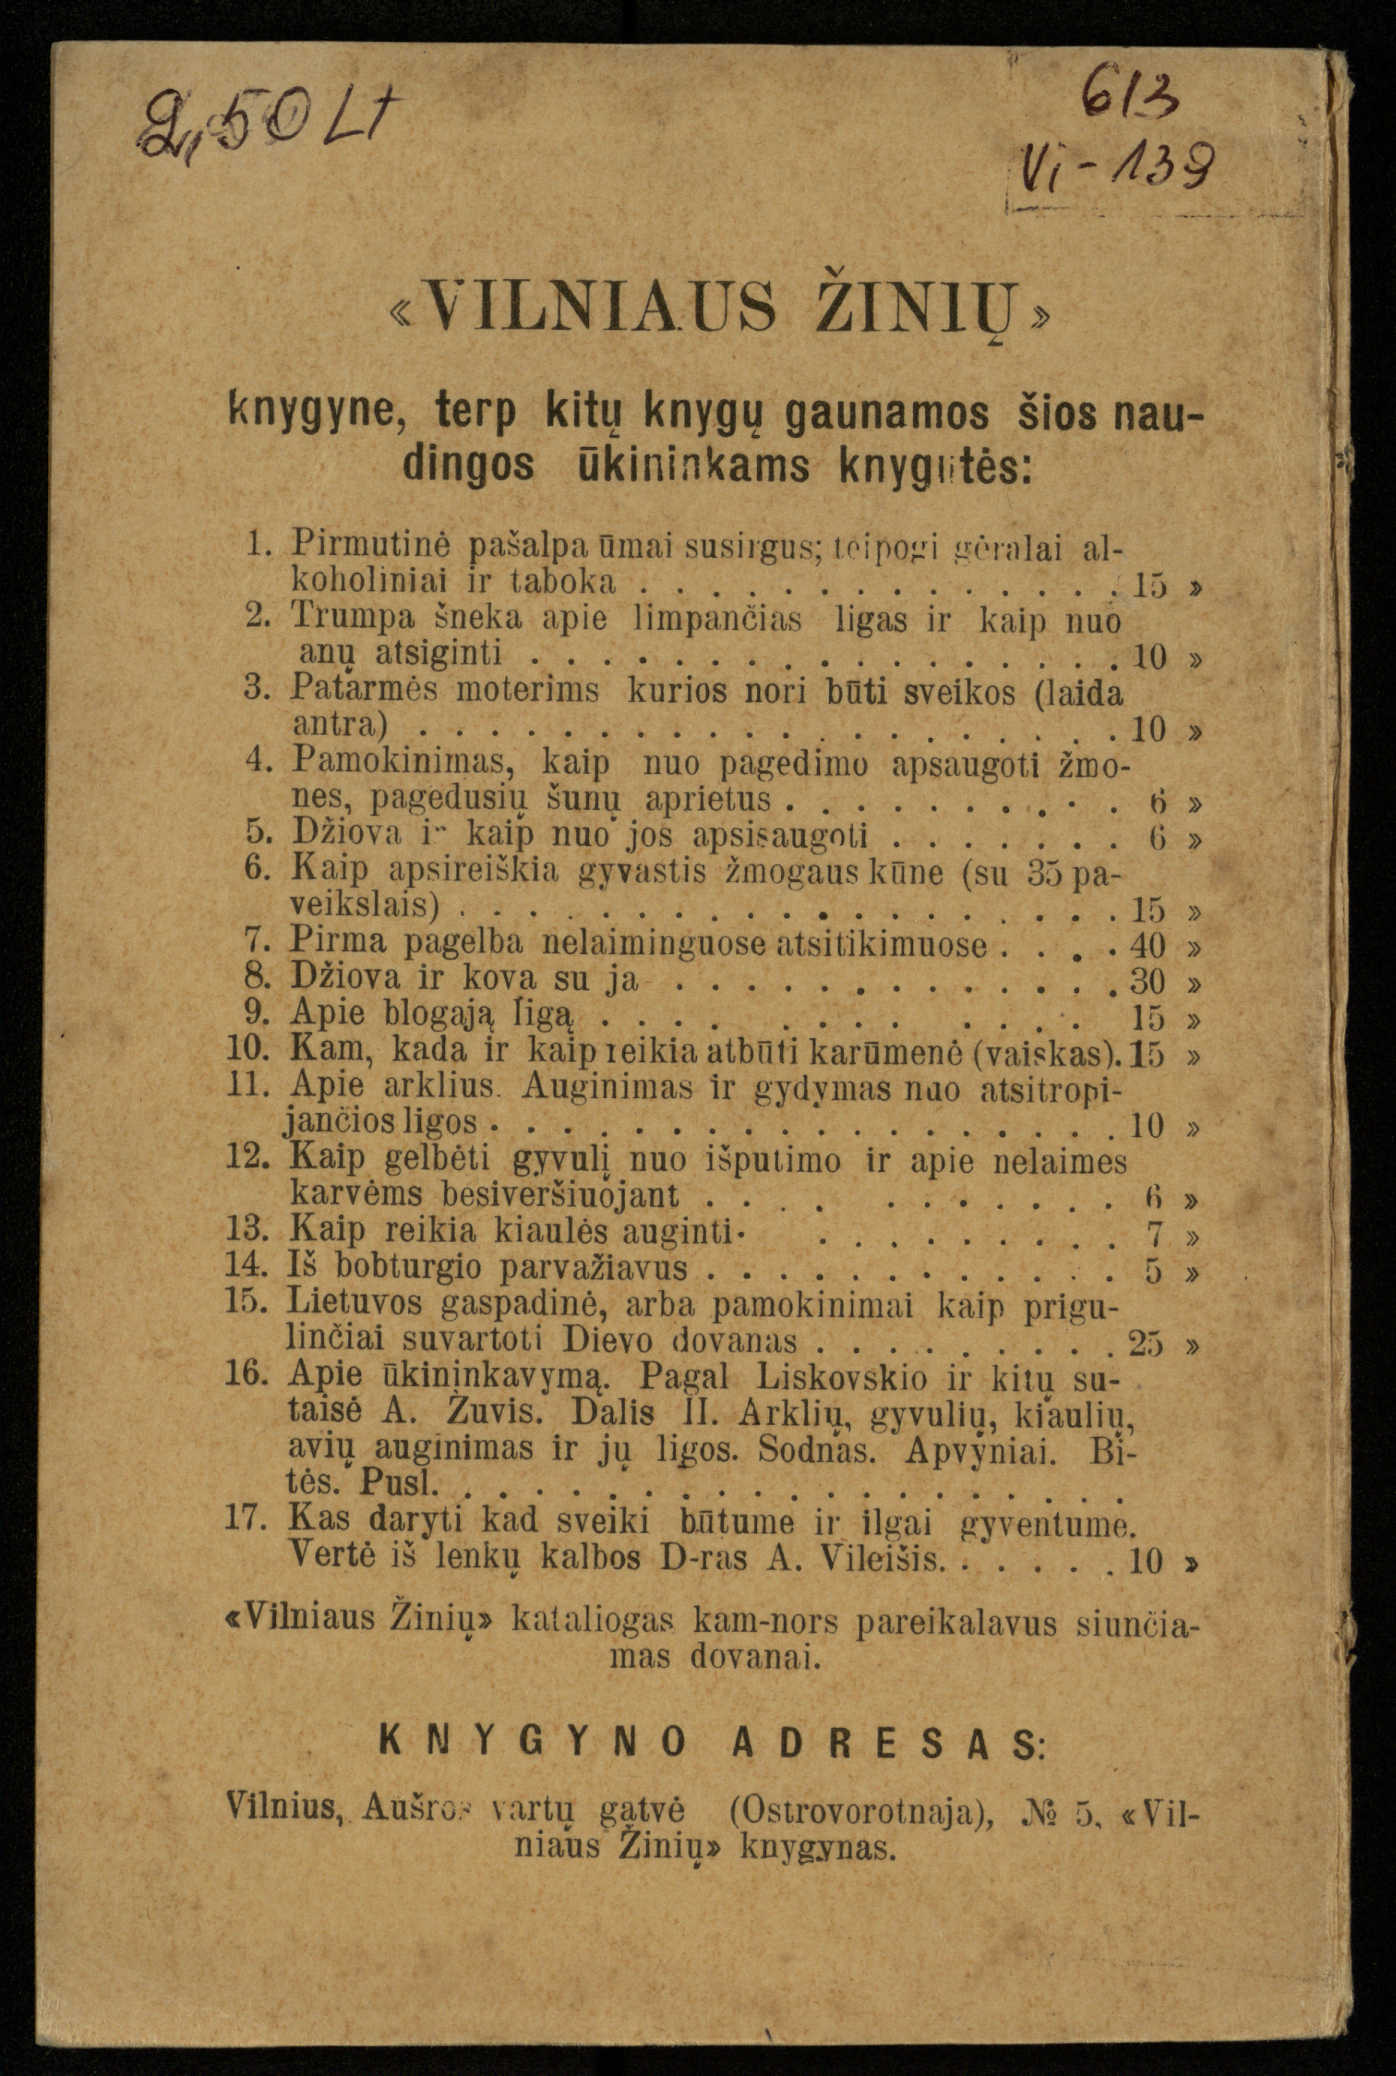 2,50 Lt
613
Vi-139
«VILNIAUS ŽINIŲ»
knygyne, terp kitų knygų gaunamos šios nau-
dingos ūkininkams knygutės:
1. Pirmutinė pašalpa ūmai susirgus; teipogi gėralai al-
koholiniai ir taboka . . . . . . . . . . . . . . 15 »
2. Trumpa šneka apie limpančias ligas ir kaip nuo
anų atsiginti . . . . . . . . . . . . . . . . . 10 »
3. Patarmės moterims kurios nori būti sveikos (laida
antra) . . . . . . . . . . . . . . . . . . . . 10 »
4. Pamokinimas, kaip nuo pagedimo apsaugoti žmo-
nes, pagedusių šunų aprietus . . . . . . . . . . 6 »
5. Džiova ir kaip nuo jos apsisaugoti . . . . . . . 6 »
6. Kaip apsireiškia gyvastis žmogaus kūne (su 35 pa-
veikslais) . . . . . . . . . . . . . . . . . . . 15 »
7. Pirma pagelba nelaiminguose atsitikimuose . . . . 40 »
8. Džiova ir kova su ja . . . . . . . . . . . . . 30 »
9. Apie blogają ligą . . . . . . . . . . . . 15 »
10. Kam, kada ir kaip reikia atbūti karūmenė (vaiskas). 15 »
11. Apie arklius. Auginimas ir gydymas nuo atsitropi-
jančios ligos . . . . . . . . . . . . . . . . . . 10 »
12. Kaip gelbėti gyvulį nuo išputimo ir apie nelaimes
karvėms besiveršiuojant . . . . . . . . . . . 6 »
13. Kaip reikia kiaulės auginti. . . . . . . . . . 7 »
14. Iš bobturgio parvažiavus . . . . . . . . . . . . 5 »
15. Lietuvos gaspadinė, arba pamokinimai kaip prigu-
linčiai suvartoti Dievo dovanas . . . . . . . . . 25 »
16. Apie ūkininkavymą. Pagal Liskovskio ir kitų su-
taisė A. Žuvis. Dalis II. Arklių, gyvulių, kiaulių,
avių auginimas ir jų ligos. Sodnas. Apvyniai. Bi-
tės. Pusl. . . . . . . . . . . . . . . . . . . .
17. Kas daryti kad sveiki būtume ir ilgai gyventume.
Vertė iš lenkų kalbos D-ras A. Vileišis. . . . . . 10 »
«Vilniaus Žinių» kataliogas kam-nors pareikalavus siunčia-
mas dovanai.
KNYGYNO ADRESAS:
Vilnius, Aušros vartų gatvė (Ostrovorotnaja), № 5, «Vil-
niaus Žinių» knygynas.